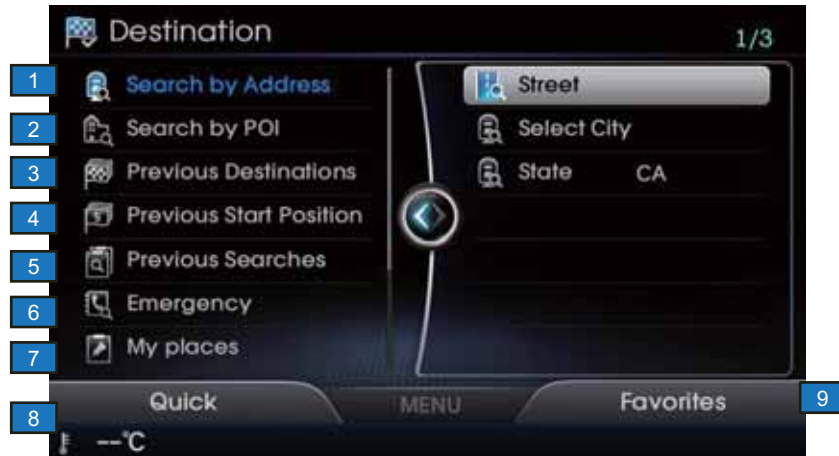 Destination
1/3
1 Search by Address
Street
2 Search by POI
Select City
3 Previous Destinations
State CA
4 Previous Start Position
5 Previous Searches
6 Emergency
7 My places
Quick MENU Favorites 9
8
--°C